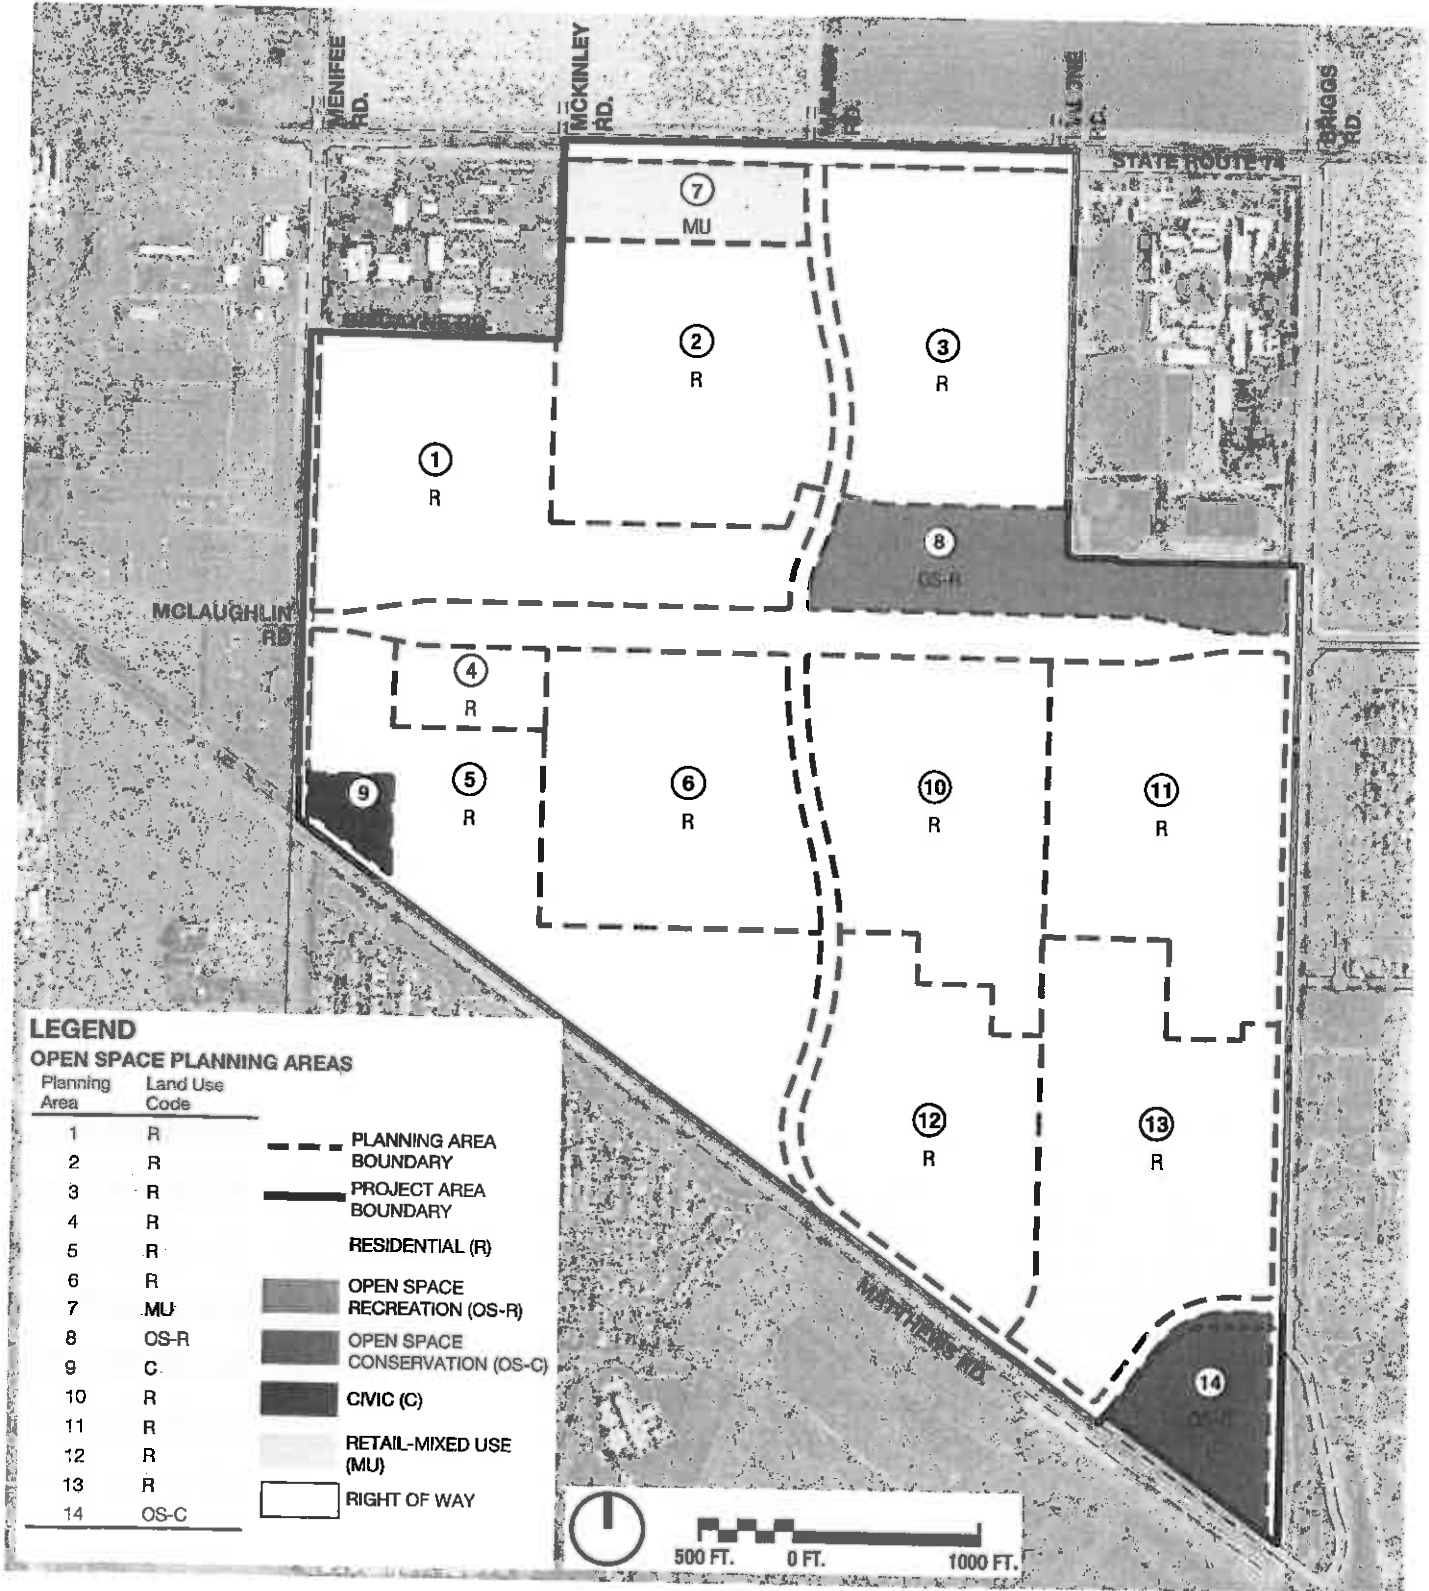 MENIFEE
RD.
MCKINLEY
RD.
RD.
RD.
BRIGGS
RD.
STATE ROUTE 74
7
MU
2
R
3
R
1
R
8
OS-R
MCLAUGHLIN
RD.
4
R
5
R
9
6
R
10
R
11
R
12
R
13
R
14
OS-C
MATTHEWS RD.
LEGEND
OPEN SPACE PLANNING AREAS
Planning Land Use
Area Code
1 R
2 R
3 R
4 R
5 R
6 R
7 MU
8 OS-R
9 C
10 R
11 R
12 R
13 R
14 OS-C
PLANNING AREA
BOUNDARY
PROJECT AREA
BOUNDARY
RESIDENTIAL (R)
OPEN SPACE
RECREATION (OS-R)
OPEN SPACE
CONSERVATION (OS-C)
CIVIC (C)
RETAIL-MIXED USE
(MU)
RIGHT OF WAY
500 FT. 0 FT. 1000 FT.